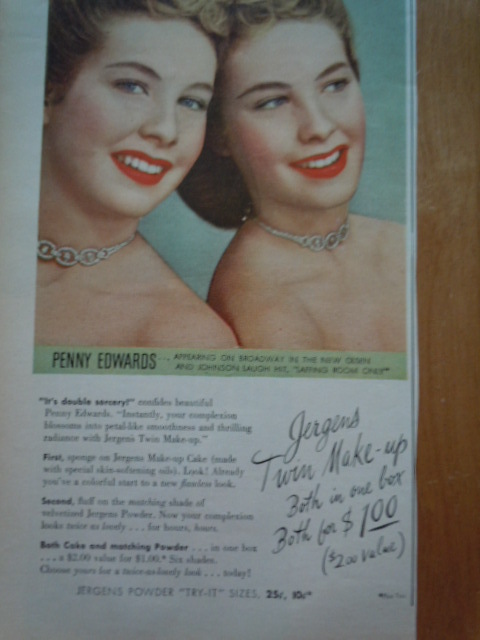 PENNY EDWARDS... APPEARING ON BROADWAY IN THE NEW OLSEN
AND JOHNSON LAUGH HIT, "LAFFING ROOM ONLY"
"It's double sorcery!" confides beautiful
Penny Edwards. "Instantly, your complexion
blossoms into petal-like smoothness and thrilling
radiance with Jergens Twin Make-up."
First, sponge on Jergens Make-up Cake (made
with special skin-softening oils). Look! Already
you're a colorful start to a new flawless look.
Second, fluff on the matching shade of
velvetized Jergens Powder. Now your complexion
looks twice as lovely...for hours, hours.
Both Cake and matching Powder...in one box
...a $2.00 value for $1.00.* Six shades.
Choose yours for a twice-as-lovely look...today!
Jergens
Twin Make-up
Both in one box
Both for $1.00
($2.00 value)
JERGENS POWDER "TRY-IT" SIZES, 25¢, 10¢*